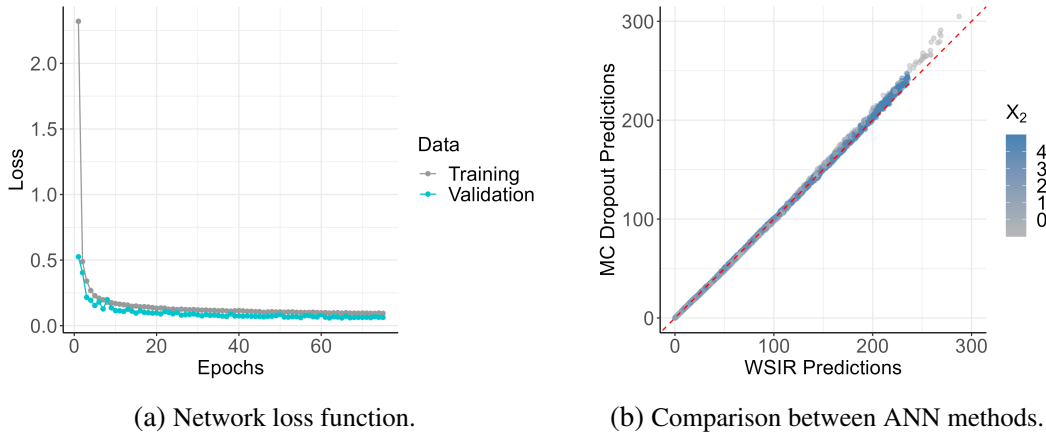 2.0
1.5
1.0
0.5
0.0
Loss
0 20 40 60
Epochs
Data
Training
Validation
(a) Network loss function.
300
200
100
0
MC Dropout Predictions
0 100 200 300
WSIR Predictions
X₂
4
3
2
1
0
(b) Comparison between ANN methods.